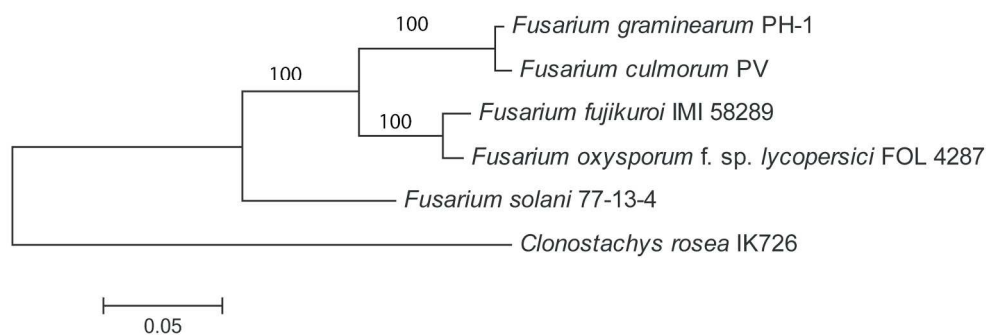 100
Fusarium graminearum PH-1
Fusarium culmorum PV
100
Fusarium fujikuroi IMI 58289
100
Fusarium oxysporum f. sp. lycopersici FOL 4287
Fusarium solani 77-13-4
Clonostachys rosea IK726
0.05